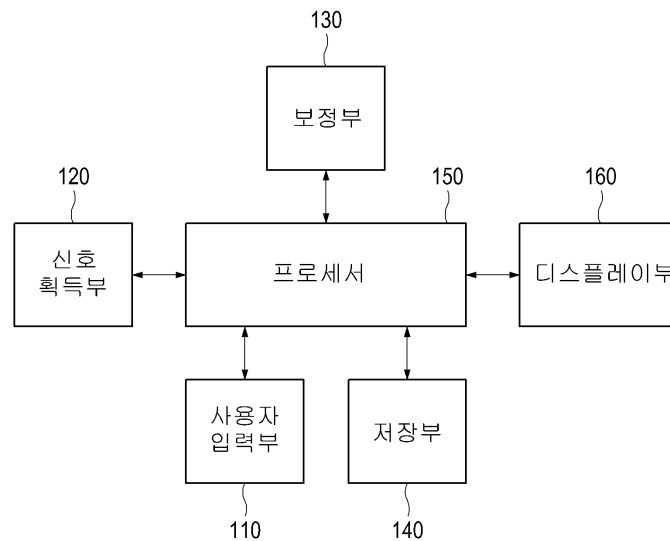 130
보정부
120
150
160
신호
획득부
프로세서
디스플레이부
사용자
입력부
저장부
110
140